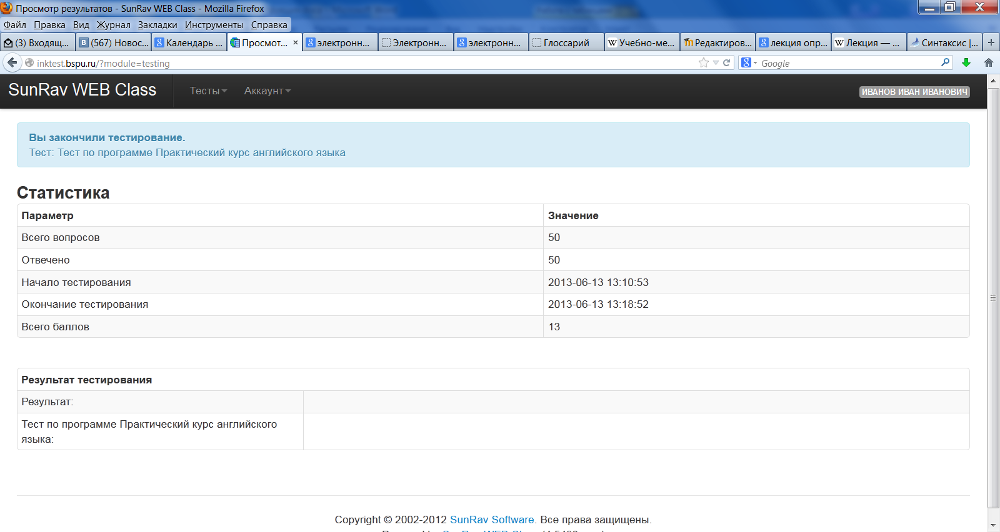 Просмотр результатов - SunRav WEB Class - Mozilla Firefox
Файл Правка Вид Журнал Закладки Инструменты Справка
(3) Входящ... (567) Новос... Календарь ... Просмот... электронн... Электронн... электронн... Глоссарий Учебно-ме... Редактиров... лекция опр... Лекция — ... Синтаксис |...
inktest.bspu.ru/?module=testing Google
SunRav WEB Class Тесты Аккаунт ИВАНОВ ИВАН ИВАНОВИЧ
Вы закончили тестирование.
Тест: Тест по программе Практический курс английского языка
Статистика
Параметр Значение
Всего вопросов 50
Отвечено 50
Начало тестирования 2013-06-13 13:10:53
Окончание тестирования 2013-06-13 13:18:52
Всего баллов 13
Результат тестирования
Результат:
Тест по программе Практический курс английского
языка:
Copyright © 2002-2012 SunRav Software. Все права защищены.